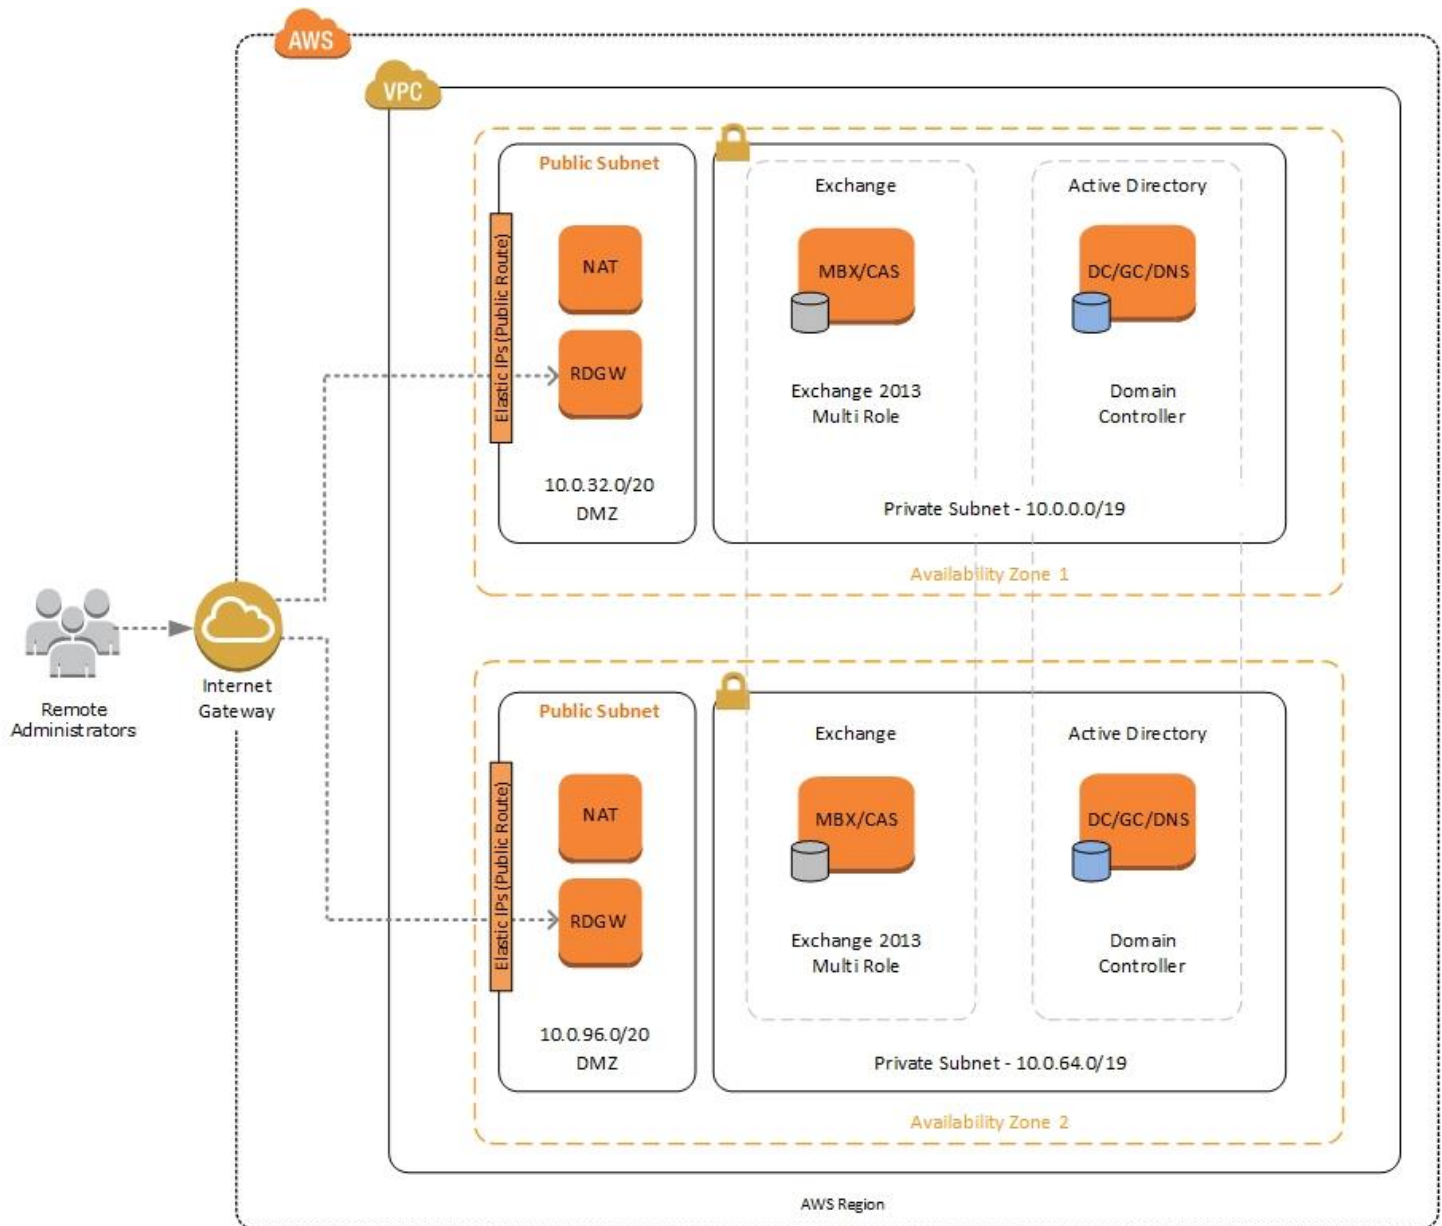 AWS
VPC
Public Subnet
Elastic IPs (Public Route)
NAT
RDGW
10.0.32.0/20
DMZ
Exchange
MBX/CAS
Exchange 2013
Multi Role
Active Directory
DC/GC/DNS
Domain
Controller
Private Subnet - 10.0.0.0/19
Availability Zone 1
Remote
Administrators
Internet
Gateway
Public Subnet
Elastic IPs (Public Route)
NAT
RDGW
10.0.96.0/20
DMZ
Exchange
MBX/CAS
Exchange 2013
Multi Role
Active Directory
DC/GC/DNS
Domain
Controller
Private Subnet - 10.0.64.0/19
Availability Zone 2
AWS Region